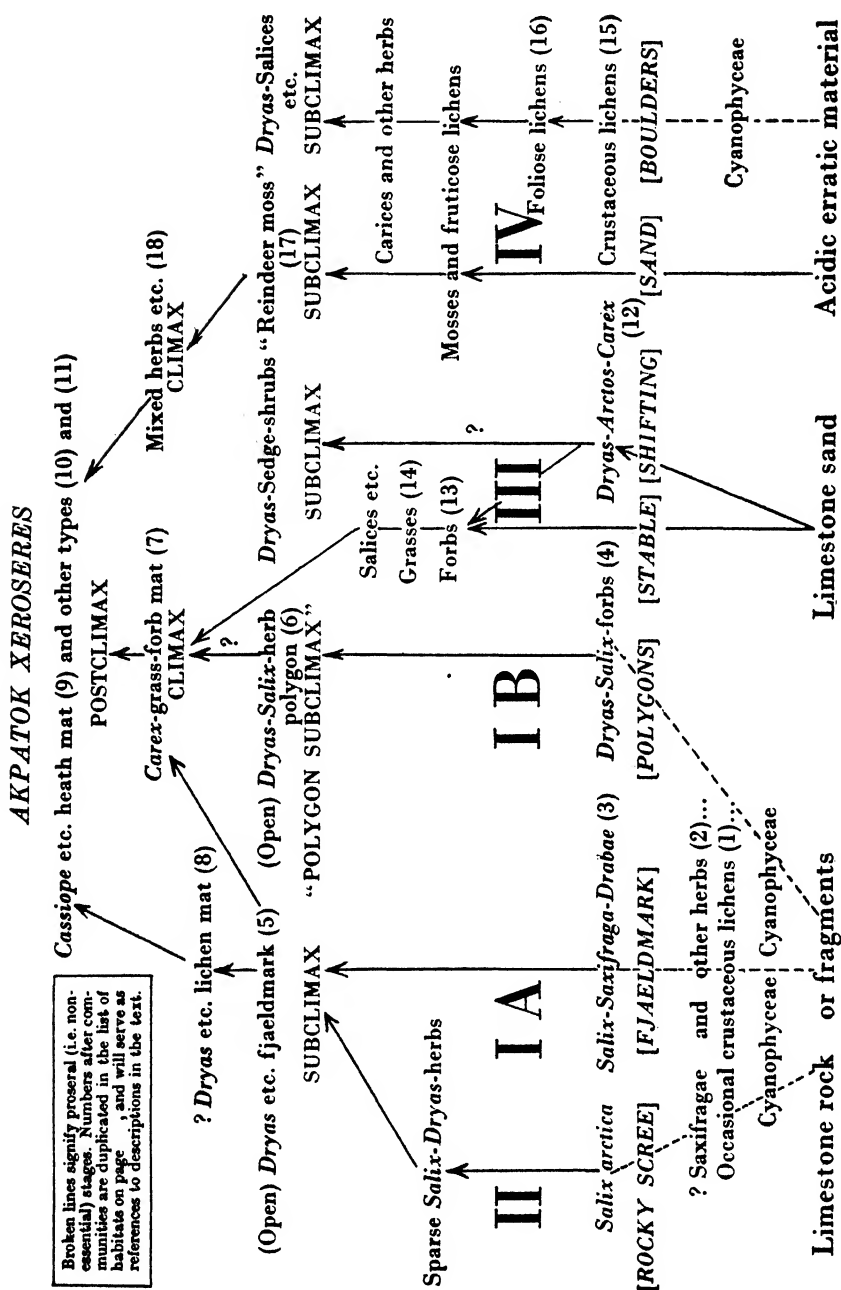 AKPATOK XEROSERES
Broken lines signify proseral (i.e. non-
essential) stages. Numbers after com-
munities are duplicated in the list of
habitats on page , and will serve as
references to descriptions in the text.
Cassiope etc. heath mat (9) and other types (10) and (11)
POSTCLIMAX
? Dryas etc. lichen mat (8)
Carex-grass-forb mat (7)
CLIMAX
Mixed herbs etc. (18)
CLIMAX
?
(Open) Dryas etc. fjaeldmark (5)
SUBCLIMAX
(Open) Dryas-Salix-herb
polygon (6)
"POLYGON SUBCLIMAX"
Dryas-Sedge-shrubs
SUBCLIMAX
"Reindeer moss"
(17)
SUBCLIMAX
Dryas-Salices
etc.
SUBCLIMAX
Sparse Salix-Dryas-herbs
Salices etc.
Grasses (14)
Forbs (13)
?
Carices and other herbs
Mosses and fruticose lichens
Foliose lichens (16)
II
I A
I B
III
IV
Salix arctica
[ROCKY SCREE]
Salix-Saxifraga-Drabae (3)
[FJAELDMARK]
Dryas-Salix-forbs (4)
[POLYGONS]
[STABLE]
Dryas-Arctos-Carex
(12)
[SHIFTING]
[SAND]
Crustaceous lichens (15)
[BOULDERS]
? Saxifragae and other herbs (2)...
Occasional crustaceous lichens (1)...
Cyanophyceae Cyanophyceae
Cyanophyceae
Limestone rock or fragments
Limestone sand
Acidic erratic material